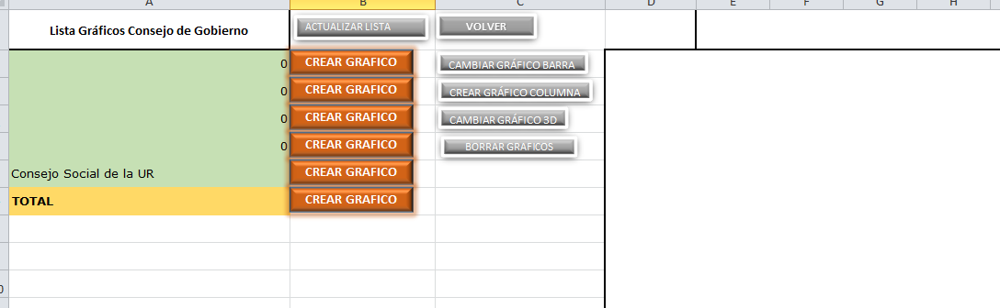 A B C D E F G H
Lista Gráficos Consejo de Gobierno ACTUALIZAR LISTA VOLVER
0 CREAR GRAFICO CAMBIAR GRÁFICO BARRA
0 CREAR GRAFICO CREAR GRÁFICO COLUMNA
0 CREAR GRAFICO CAMBIAR GRÁFICO 3D
0 CREAR GRAFICO BORRAR GRAFICOS
Consejo Social de la UR CREAR GRAFICO
TOTAL CREAR GRAFICO
0